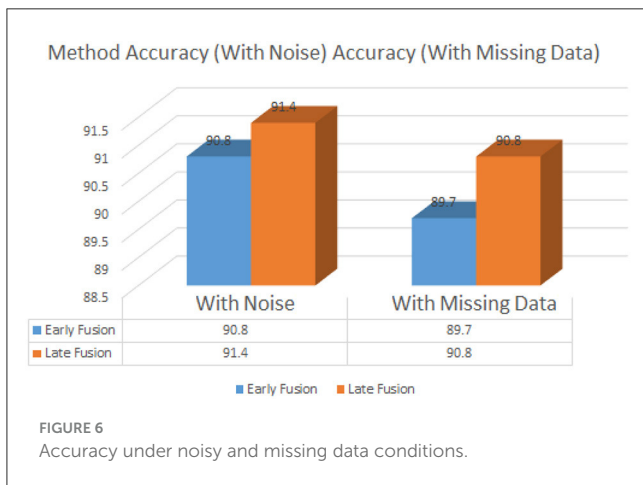 Method Accuracy (With Noise) Accuracy (With Missing Data)
91.5
91
90.5
90
89.5
89
88.5
90.8
91.4
89.7
90.8
With Noise With Missing Data
Early Fusion 90.8 89.7
Late Fusion 91.4 90.8
Early Fusion Late Fusion
FIGURE 6
Accuracy under noisy and missing data conditions.